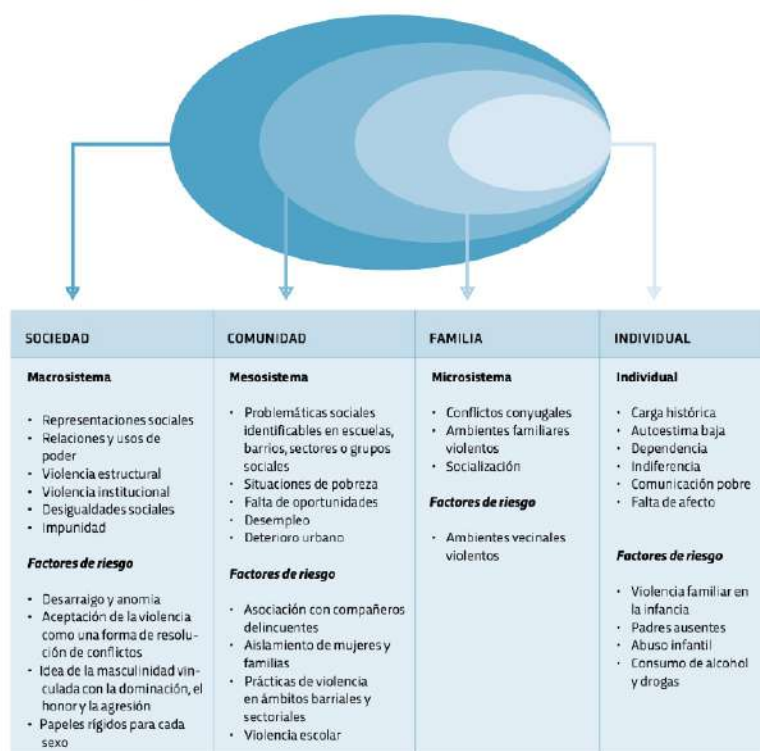 SOCIEDAD
Macrosistema
• Representaciones sociales
• Relaciones y usos de
poder
• Violencia estructural
• Violencia institucional
• Desigualdades sociales
• Impunidad
Factores de riesgo
• Desarraigo y anomia
• Aceptación de la violencia
como una forma de resolu-
ción de conflictos
• Idea de la masculinidad vin-
culada con la dominación, el
honor y la agresión
• Papeles rígidos para cada
sexo
COMUNIDAD
Mesosistema
• Problemáticas sociales
identificables en escuelas,
barrios, sectores o grupos
sociales
• Situaciones de pobreza
• Falta de oportunidades
• Desempleo
• Deterioro urbano
Factores de riesgo
• Asociación con compañeros
delincuentes
• Aislamiento de mujeres y
familias
• Prácticas de violencia
en ámbitos barriales y
sectoriales
• Violencia escolar
FAMILIA
Microsistema
• Conflictos conyugales
• Ambientes familiares
violentos
• Socialización
Factores de riesgo
• Ambientes vecinales
violentos
INDIVIDUAL
Individual
• Carga histórica
• Autoestima baja
• Dependencia
• Indiferencia
• Comunicación pobre
• Falta de afecto
Factores de riesgo
• Violencia familiar en
la infancia
• Padres ausentes
• Abuso infantil
• Consumo de alcohol
y drogas